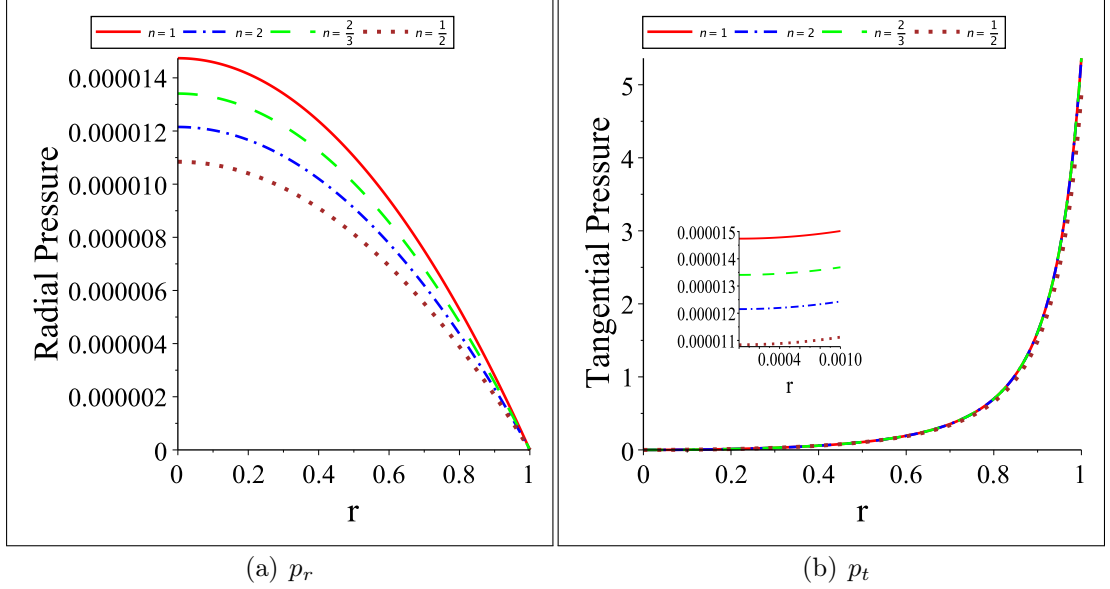 n = 1 n = 2 n = 2/3 n = 1/2
Radial Pressure
0.000014
0.000012
0.000010
0.000008
0.000006
0.000004
0.000002
0
0 0.2 0.4 0.6 0.8 1
r
(a) p_r
n = 1 n = 2 n = 2/3 n = 1/2
Tangential Pressure
5
4
3
2
1
0
0 0.2 0.4 0.6 0.8 1
r
0.000015
0.000014
0.000013
0.000012
0.000011
0.0004 0.0010
r
(b) p_t